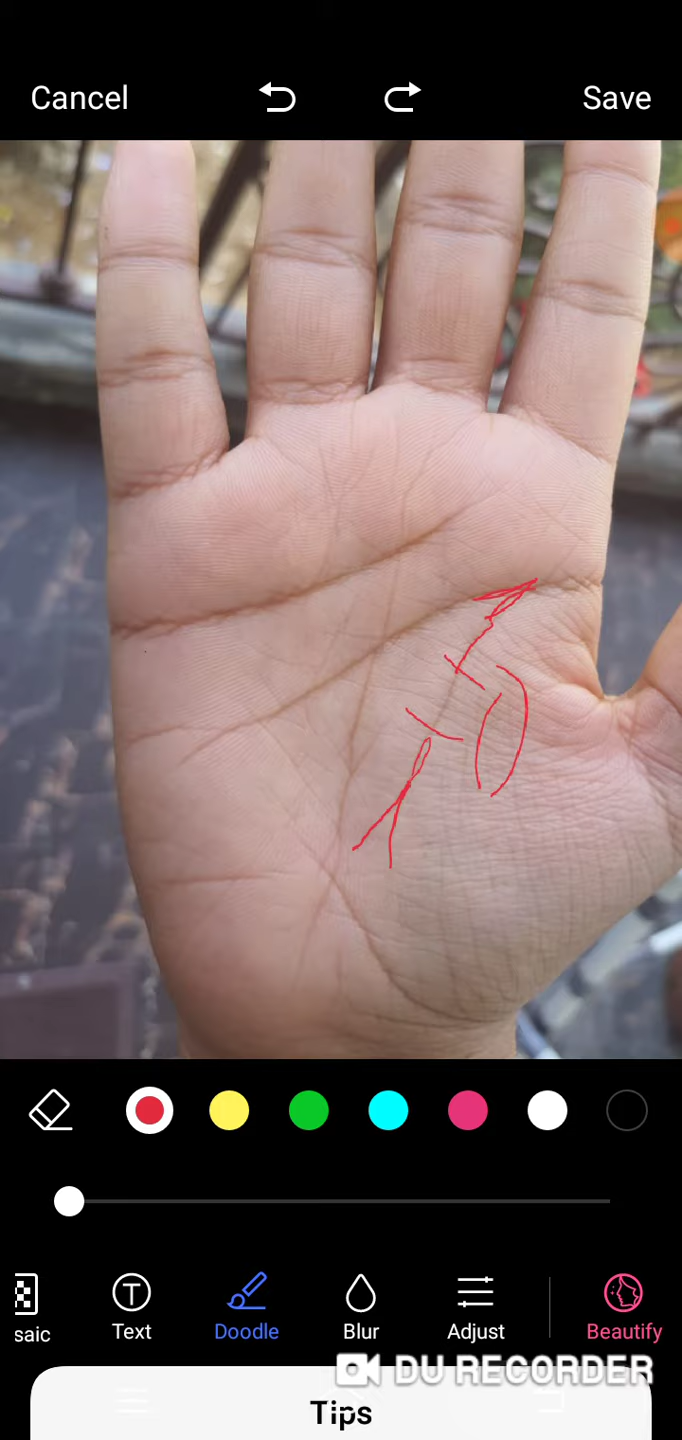 Cancel
Save
saic
Text
Doodle
Blur
Adjust
Beautify
DU RECORDER
Tips